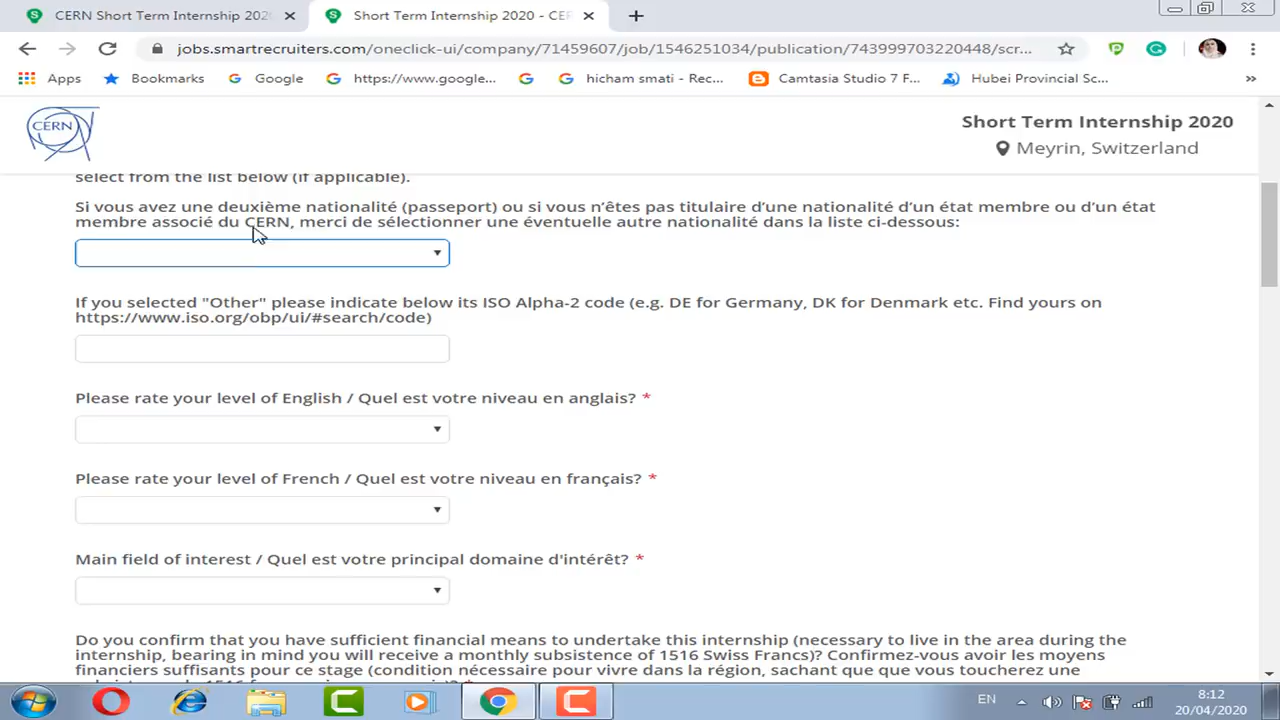 CERN Short Term Internship 202
Short Term Internship 2020 - CE
jobs.smartrecruiters.com/oneclick-ui/company/71459607/job/1546251034/publication/743999703220448/scr...
Apps
Bookmarks
Google
https://www.google...
hicham smati - Rec...
Camtasia Studio 7 F...
Hubei Provincial Sc...
»
CERN
Short Term Internship 2020
Meyrin, Switzerland
select from the list below (if applicable).
Si vous avez une deuxième nationalité (passeport) ou si vous n’êtes pas titulaire d’une nationalité d’un état membre ou d’un état
membre associé du CERN, merci de sélectionner une éventuelle autre nationalité dans la liste ci-dessous:
If you selected "Other" please indicate below its ISO Alpha-2 code (e.g. DE for Germany, DK for Denmark etc. Find yours on
https://www.iso.org/obp/ui/#search/code)
Please rate your level of English / Quel est votre niveau en anglais? *
Please rate your level of French / Quel est votre niveau en français? *
Main field of interest / Quel est votre principal domaine d'intérêt? *
Do you confirm that you have sufficient financial means to undertake this internship (necessary to live in the area during the
internship, bearing in mind you will receive a monthly subsistence of 1516 Swiss Francs)? Confirmez-vous avoir les moyens
financiers suffisants pour ce stage (condition nécessaire pour vivre dans la région, sachant que que vous toucherez une
EN
8:12
20/04/2020